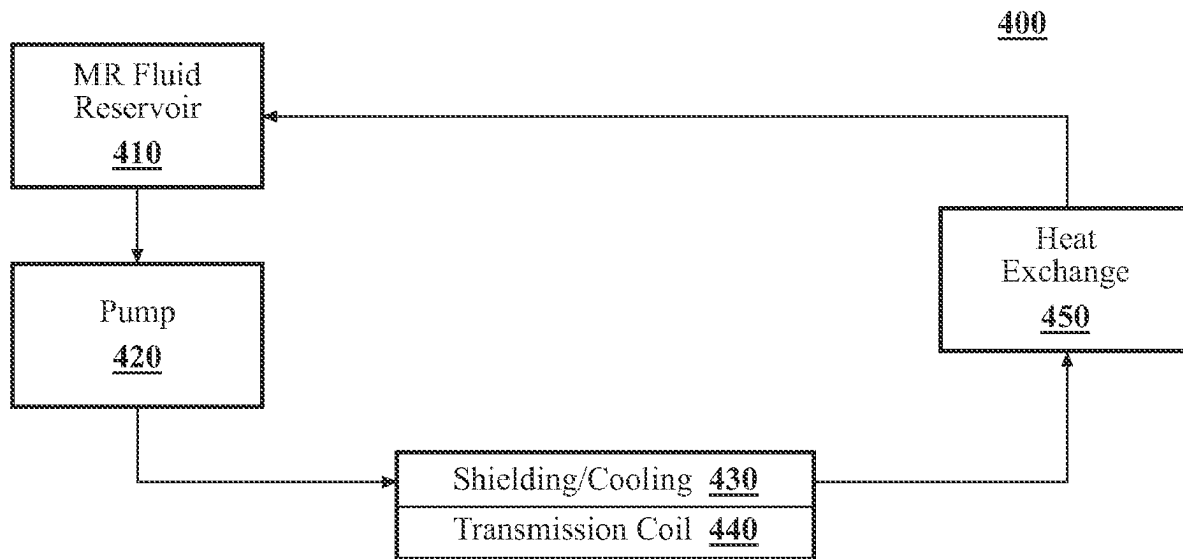 400
MR Fluid
Reservoir
410
Heat
Exchange
450
Pump
420
Shielding/Cooling 430
Transmission Coil 440